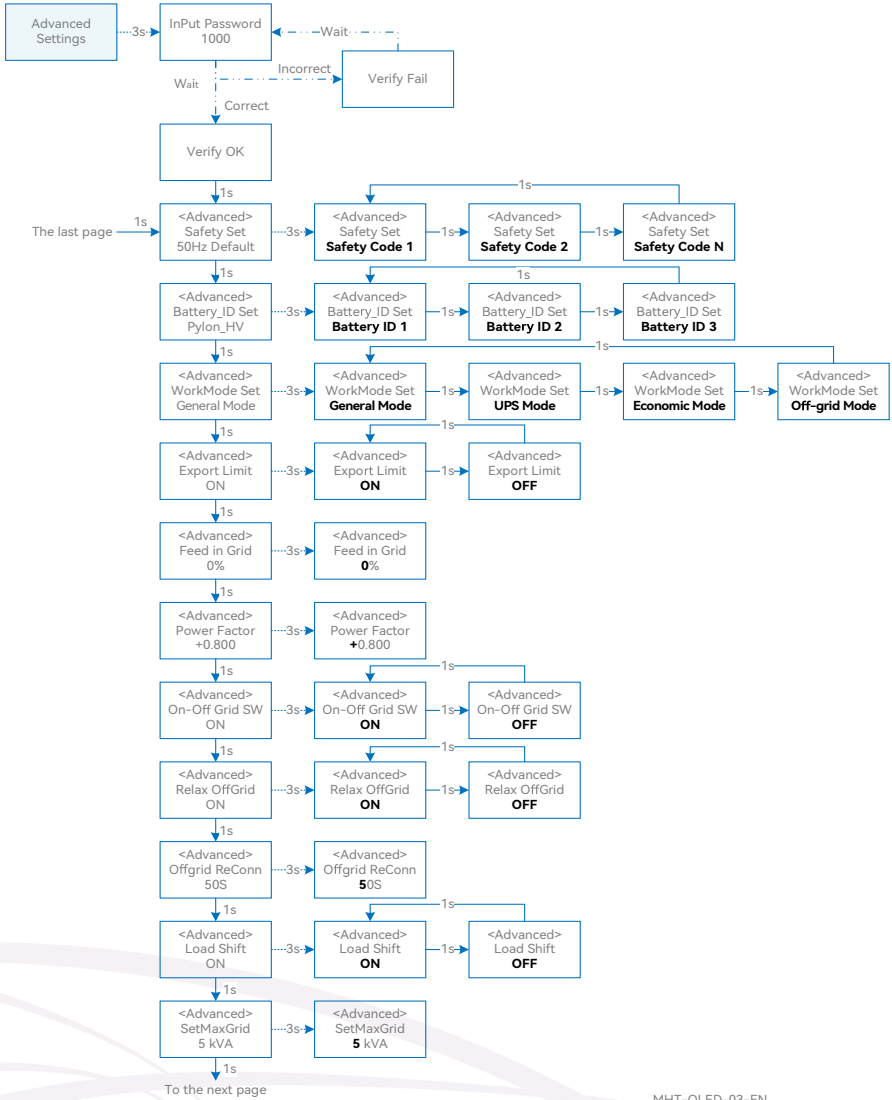 Advanced
Settings
3s
InPut Password
1000
Wait
Incorrect
Verify Fail
Wait
Correct
Verify OK
1s
1s
The last page
1s
<Advanced>
Safety Set
50Hz Default
3s
<Advanced>
Safety Set
Safety Code 1
1s
<Advanced>
Safety Set
Safety Code 2
1s
<Advanced>
Safety Set
Safety Code N
1s
1s
<Advanced>
Battery_ID Set
Pylon_HV
3s
<Advanced>
Battery_ID Set
Battery ID 1
1s
<Advanced>
Battery_ID Set
Battery ID 2
1s
<Advanced>
Battery_ID Set
Battery ID 3
1s
1s
<Advanced>
WorkMode Set
General Mode
3s
<Advanced>
WorkMode Set
General Mode
1s
<Advanced>
WorkMode Set
UPS Mode
1s
<Advanced>
WorkMode Set
Economic Mode
1s
<Advanced>
WorkMode Set
Off-grid Mode
1s
1s
<Advanced>
Export Limit
ON
3s
<Advanced>
Export Limit
ON
1s
<Advanced>
Export Limit
OFF
1s
<Advanced>
Feed in Grid
0%
3s
<Advanced>
Feed in Grid
0%
1s
<Advanced>
Power Factor
+0.800
3s
<Advanced>
Power Factor
+0.800
1s
1s
<Advanced>
On-Off Grid SW
ON
3s
<Advanced>
On-Off Grid SW
ON
1s
<Advanced>
On-Off Grid SW
OFF
1s
1s
<Advanced>
Relax OffGrid
ON
3s
<Advanced>
Relax OffGrid
ON
1s
<Advanced>
Relax OffGrid
OFF
1s
<Advanced>
Offgrid ReConn
50S
3s
<Advanced>
Offgrid ReConn
50S
1s
1s
<Advanced>
Load Shift
ON
3s
<Advanced>
Load Shift
ON
1s
<Advanced>
Load Shift
OFF
1s
<Advanced>
SetMaxGrid
5 kVA
3s
<Advanced>
SetMaxGrid
5 kVA
1s
To the next page
MHT-OLED-03-EN